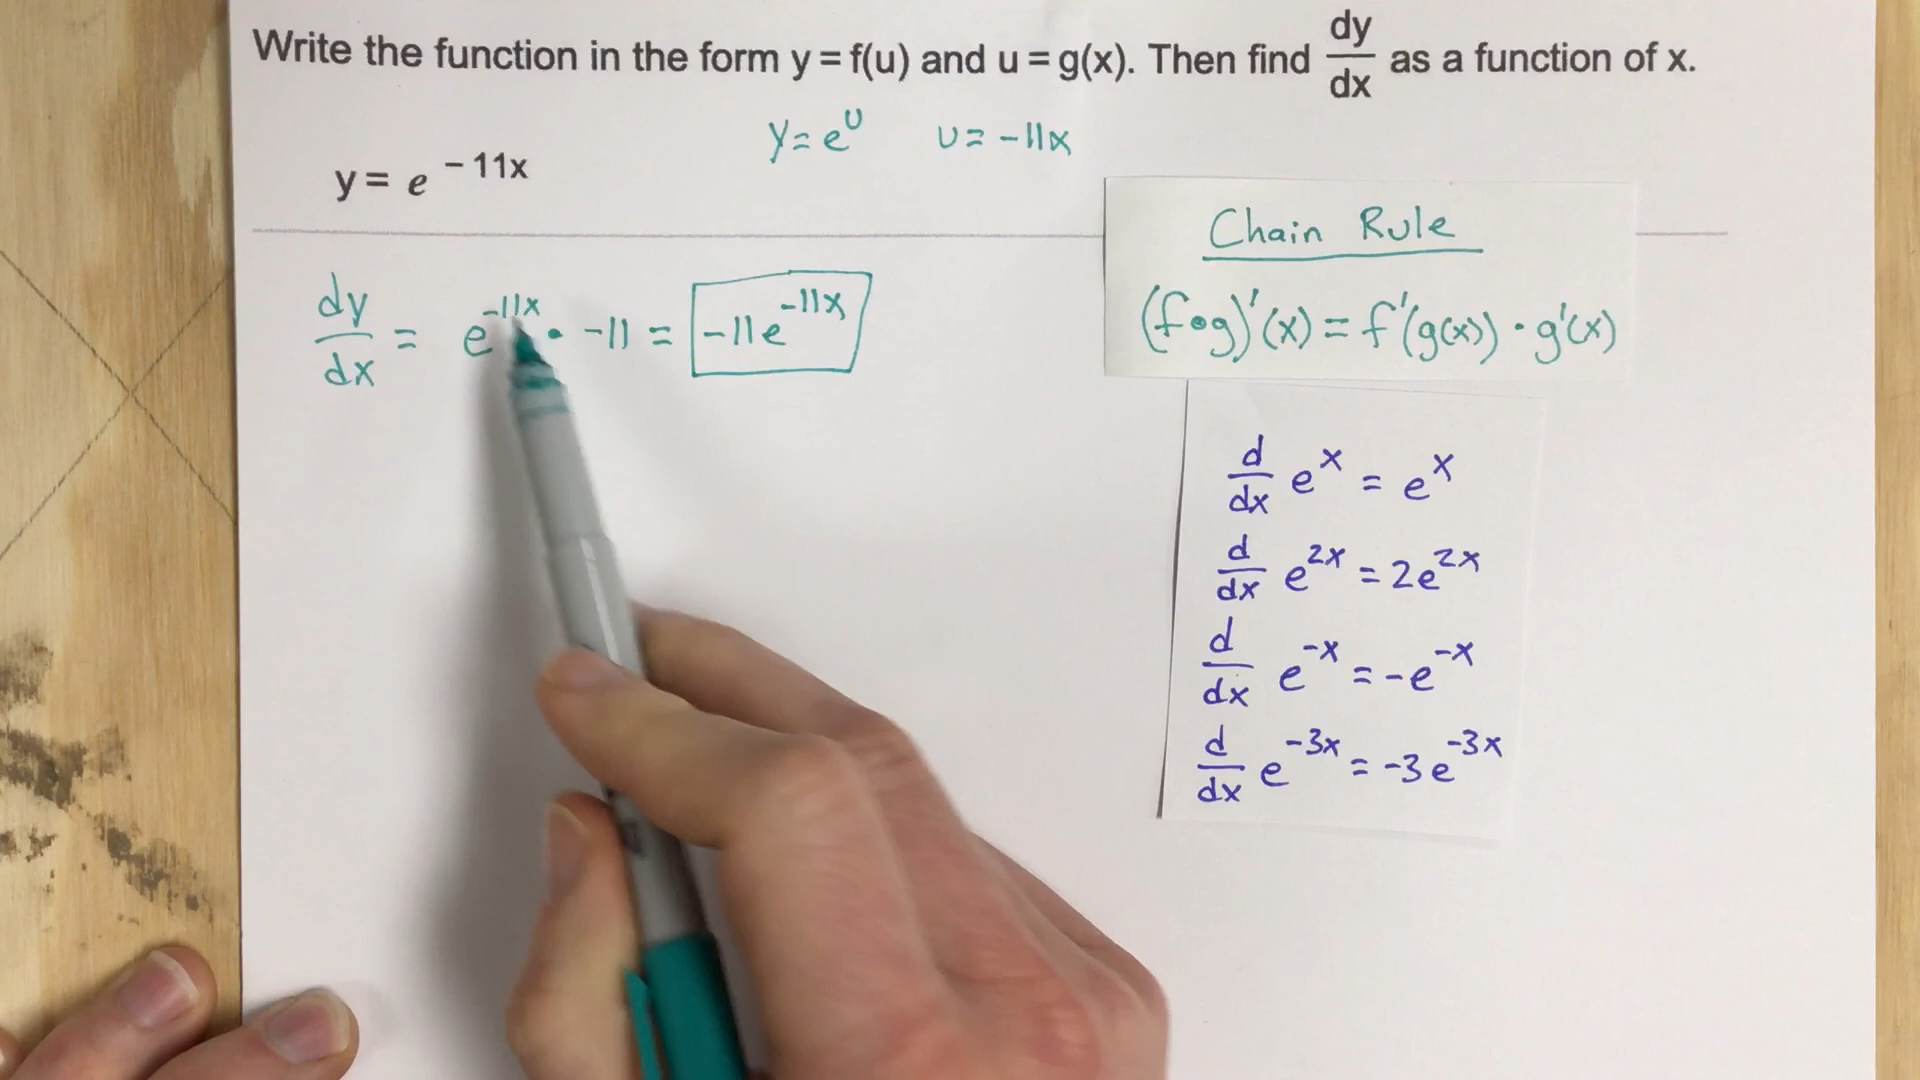 Write the function in the form y = f(u) and u = g(x). Then find dy/dx as a function of x.
y = e^u u = -11x
y = e^-11x
Chain Rule
dy/dx = e^-11x • -11 = -11e^-11x
(f∘g)'(x) = f'(g(x)) • g'(x)
d/dx e^x = e^x
d/dx e^2x = 2e^2x
d/dx e^-x = -e^-x
d/dx e^-3x = -3e^-3x